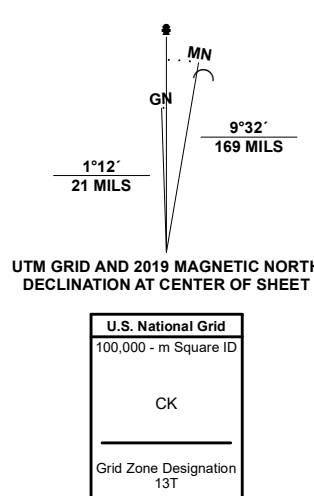 MN
GN
9°32´
169 MILS
1°12´
21 MILS
UTM GRID AND 2019 MAGNETIC NORTH
DECLINATION AT CENTER OF SHEET
U.S. National Grid
100,000 - m Square ID
CK
Grid Zone Designation
13T